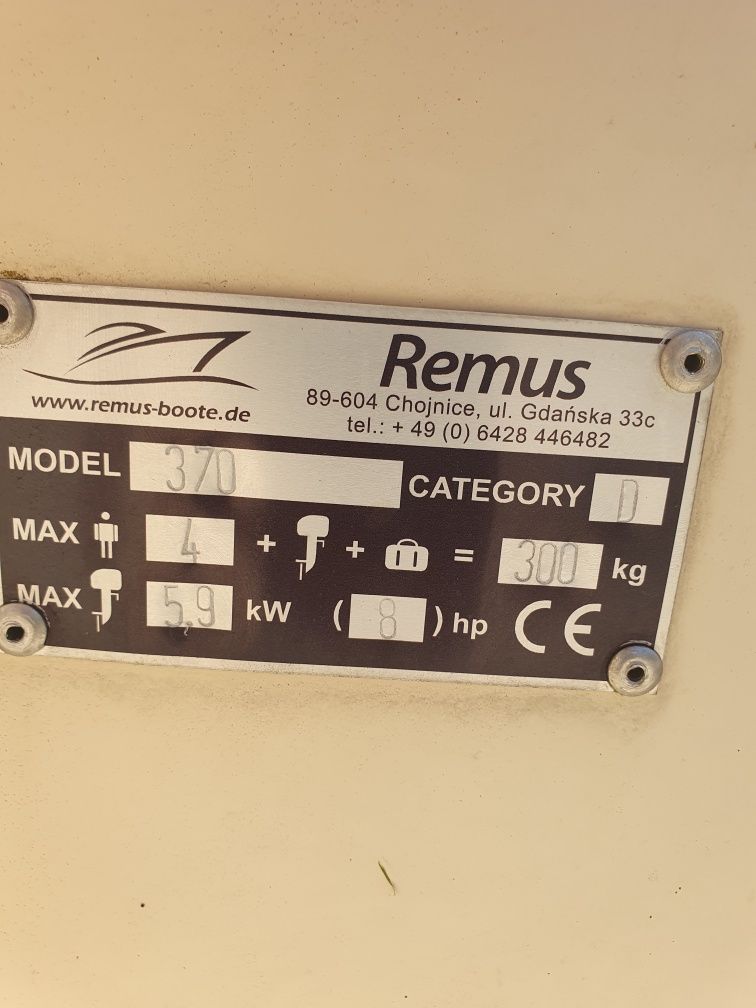 Remus
www.remus-boote.de
89-604 Chojnice, ul. Gdańska 33c
tel.: + 49 (0) 6428 446482
MODEL 370 CATEGORY D
MAX 4 + + = 300 kg
MAX 5,9 kW (8) hp CE